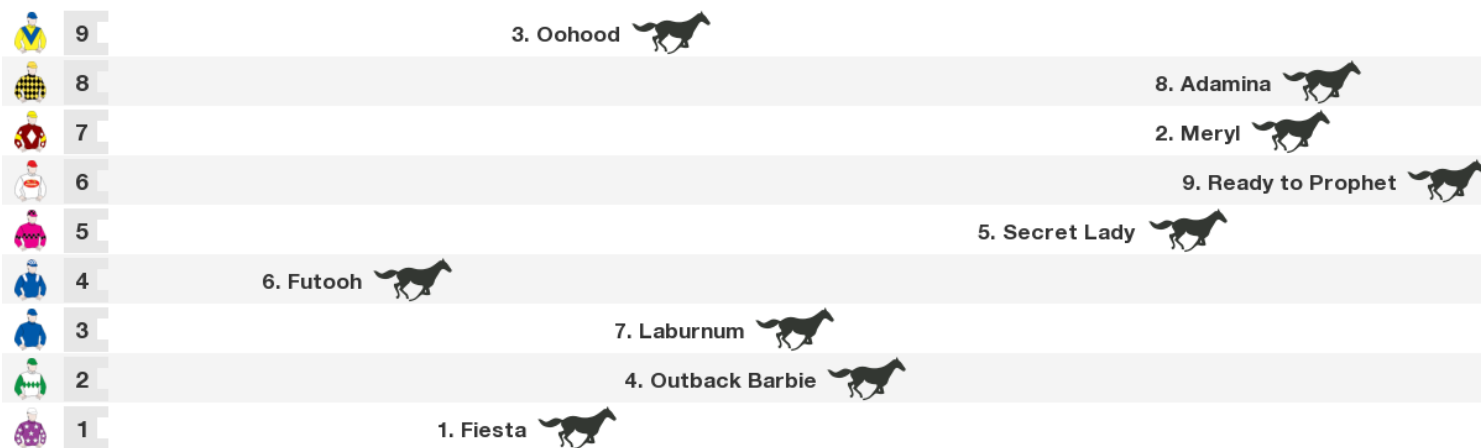 9 3. Oohood
8 8. Adamina
7 2. Meryl
6 9. Ready to Prophet
5 5. Secret Lady
4 6. Futooh
3 7. Laburnum
2 4. Outback Barbie
1 1. Fiesta